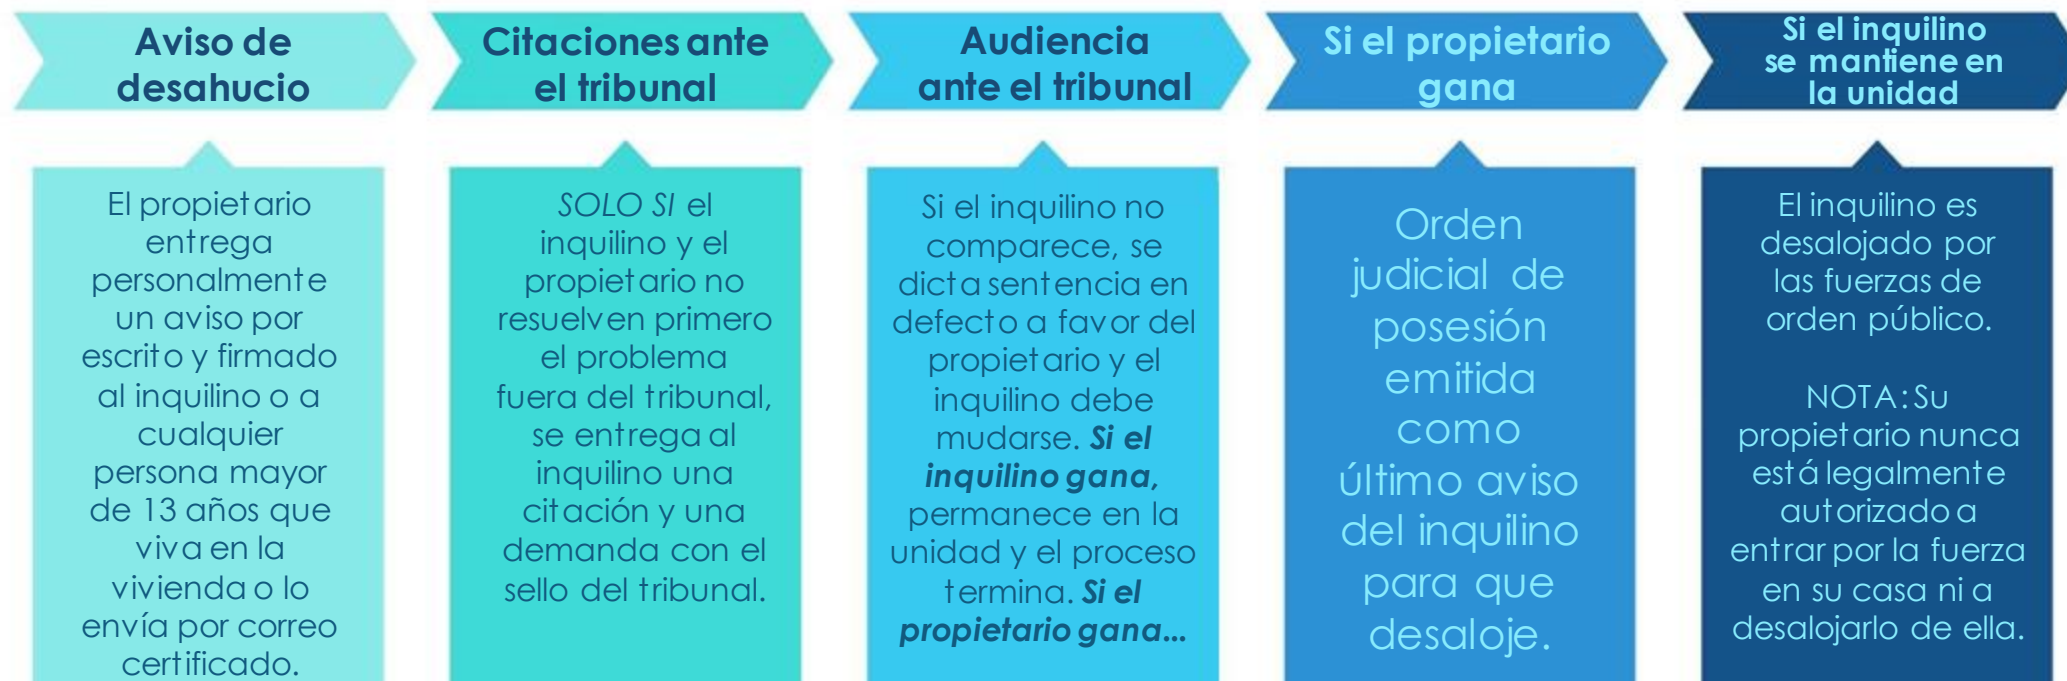 Aviso de
desahucio
El propietario
entrega
personalmente
un aviso por
escrito y firmado
al inquilino o a
cualquier
persona mayor
de 13 años que
viva en la
vivienda o lo
envía por correo
certificado.
Citaciones ante
el tribunal
SOLO SI el
inquilino y el
propietario no
resuelven primero
el problema
fuera del tribunal,
se entrega al
inquilino una
citación y una
demanda con el
sello del tribunal.
Audiencia
ante el tribunal
Si el inquilino no
comparece, se
dicta sentencia en
defecto a favor del
propietario y el
inquilino debe
mudarse. Si el
inquilino gana,
permanece en la
unidad y el proceso
termina. Si el
propietario gana...
Si el propietario
gana
Orden
judicial de
posesión
emitida
como
último aviso
del inquilino
para que
desaloje.
Si el inquilino
se mantiene en
la unidad
El inquilino es
desalojado por
las fuerzas de
orden público.
NOTA: Su
propietario nunca
está legalmente
autorizado a
entrar por la fuerza
en su casa ni a
desalojarlo de ella.